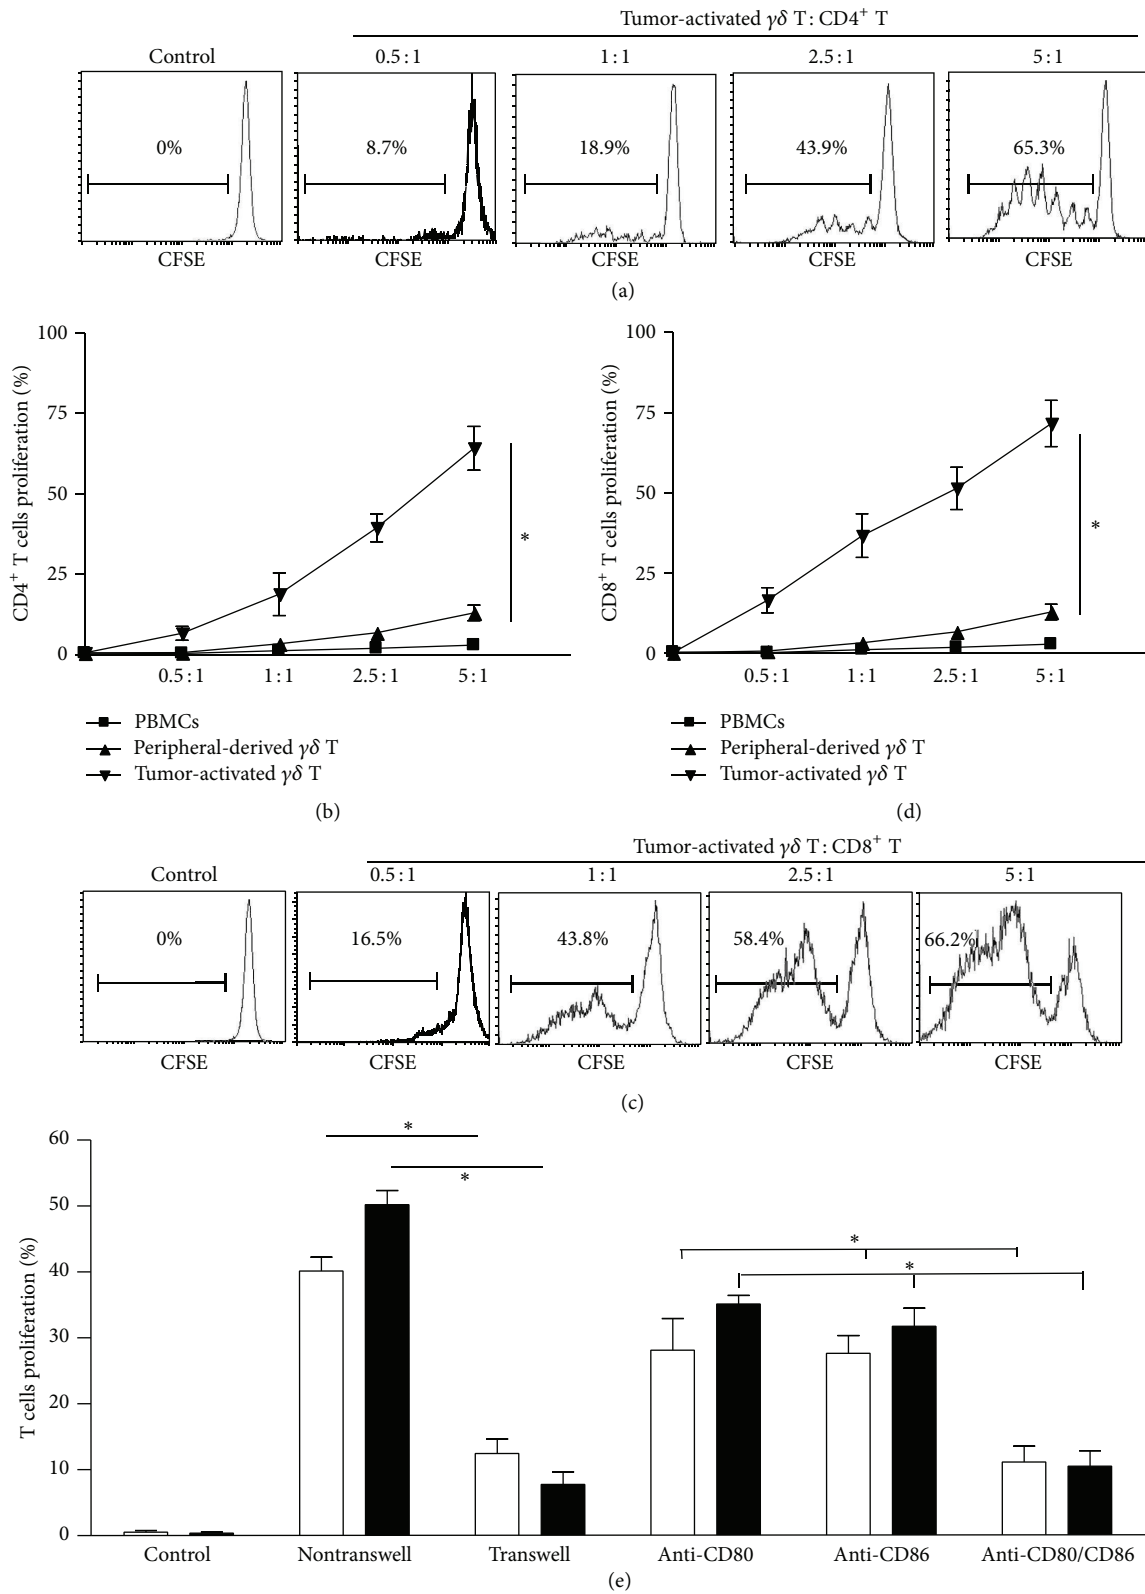 Tumor-activated γδ T : CD4⁺ T
Control 0.5 : 1 1 : 1 2.5 : 1 5 : 1
0% 8.7% 18.9% 43.9% 65.3%
CFSE CFSE CFSE CFSE CFSE
(a)
CD4⁺ T cells proliferation (%)
100
75
50
25
0
*
0.5 : 1 1 : 1 2.5 : 1 5 : 1
PBMCs
Peripheral-derived γδ T
Tumor-activated γδ T
(b)
CD8⁺ T cells proliferation (%)
100
75
50
25
0
*
0.5 : 1 1 : 1 2.5 : 1 5 : 1
PBMCs
Peripheral-derived γδ T
Tumor-activated γδ T
(d)
Tumor-activated γδ T : CD8⁺ T
Control 0.5 : 1 1 : 1 2.5 : 1 5 : 1
0% 16.5% 43.8% 58.4% 66.2%
CFSE CFSE CFSE CFSE CFSE
(c)
T cells proliferation (%)
60
50
40
30
20
10
0
*
*
*
*
Control Nontranswell Transwell Anti-CD80 Anti-CD86 Anti-CD80/CD86
(e)